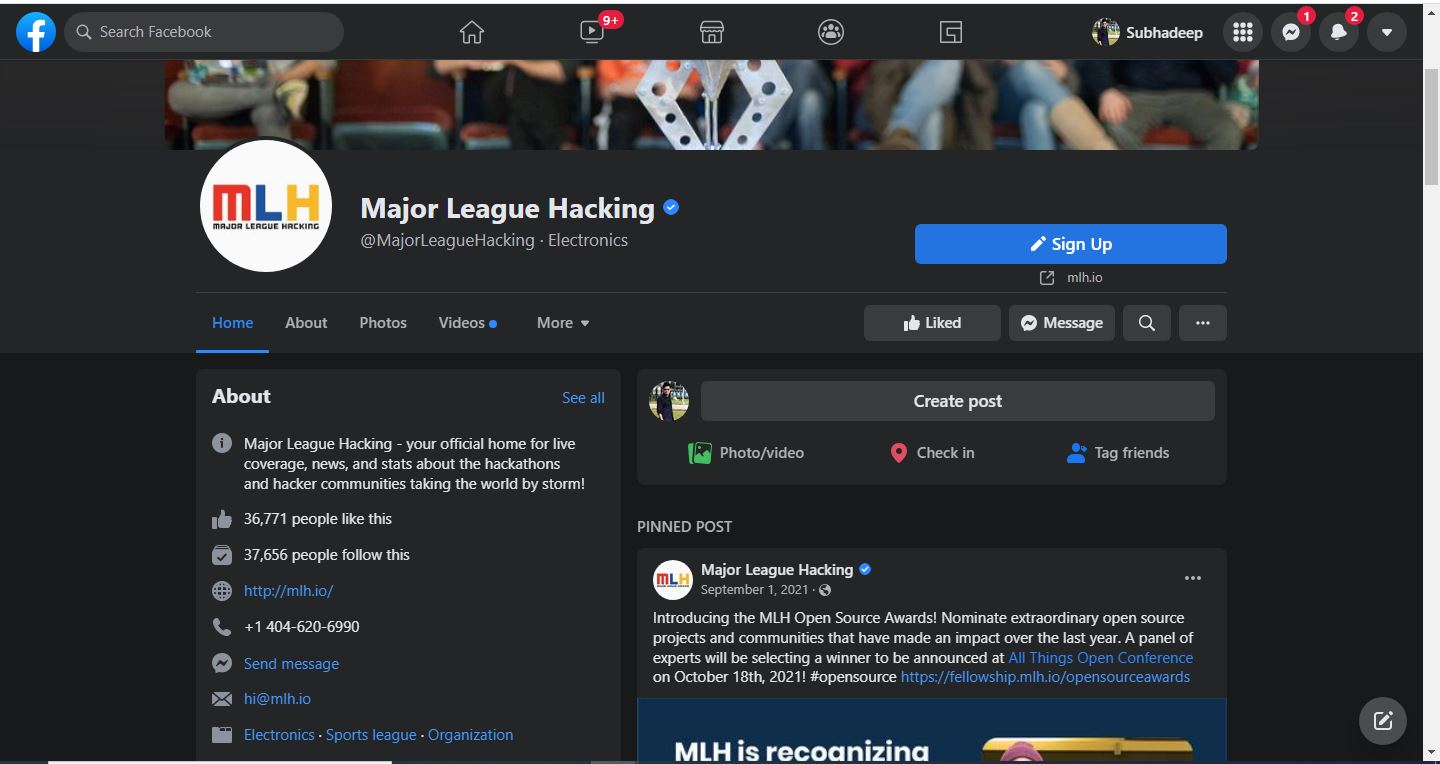 Search Facebook
9+
Subhadeep
1
2
MLH
MAJOR LEAGUE HACKING
Major League Hacking
@MajorLeagueHacking · Electronics
Sign Up
mlh.io
Home
About
Photos
Videos
More
Liked
Message
About
See all
Major League Hacking - your official home for live
coverage, news, and stats about the hackathons
and hacker communities taking the world by storm!
36,771 people like this
37,656 people follow this
http://mlh.io/
+1 404-620-6990
Send message
hi@mlh.io
Electronics · Sports league · Organization
Create post
Photo/video
Check in
Tag friends
PINNED POST
MLH
Major League Hacking
September 1, 2021 ·
Introducing the MLH Open Source Awards! Nominate extraordinary open source
projects and communities that have made an impact over the last year. A panel of
experts will be selecting a winner to be announced at All Things Open Conference
on October 18th, 2021! #opensource https://fellowship.mlh.io/opensourceawards
MLH is recognizing